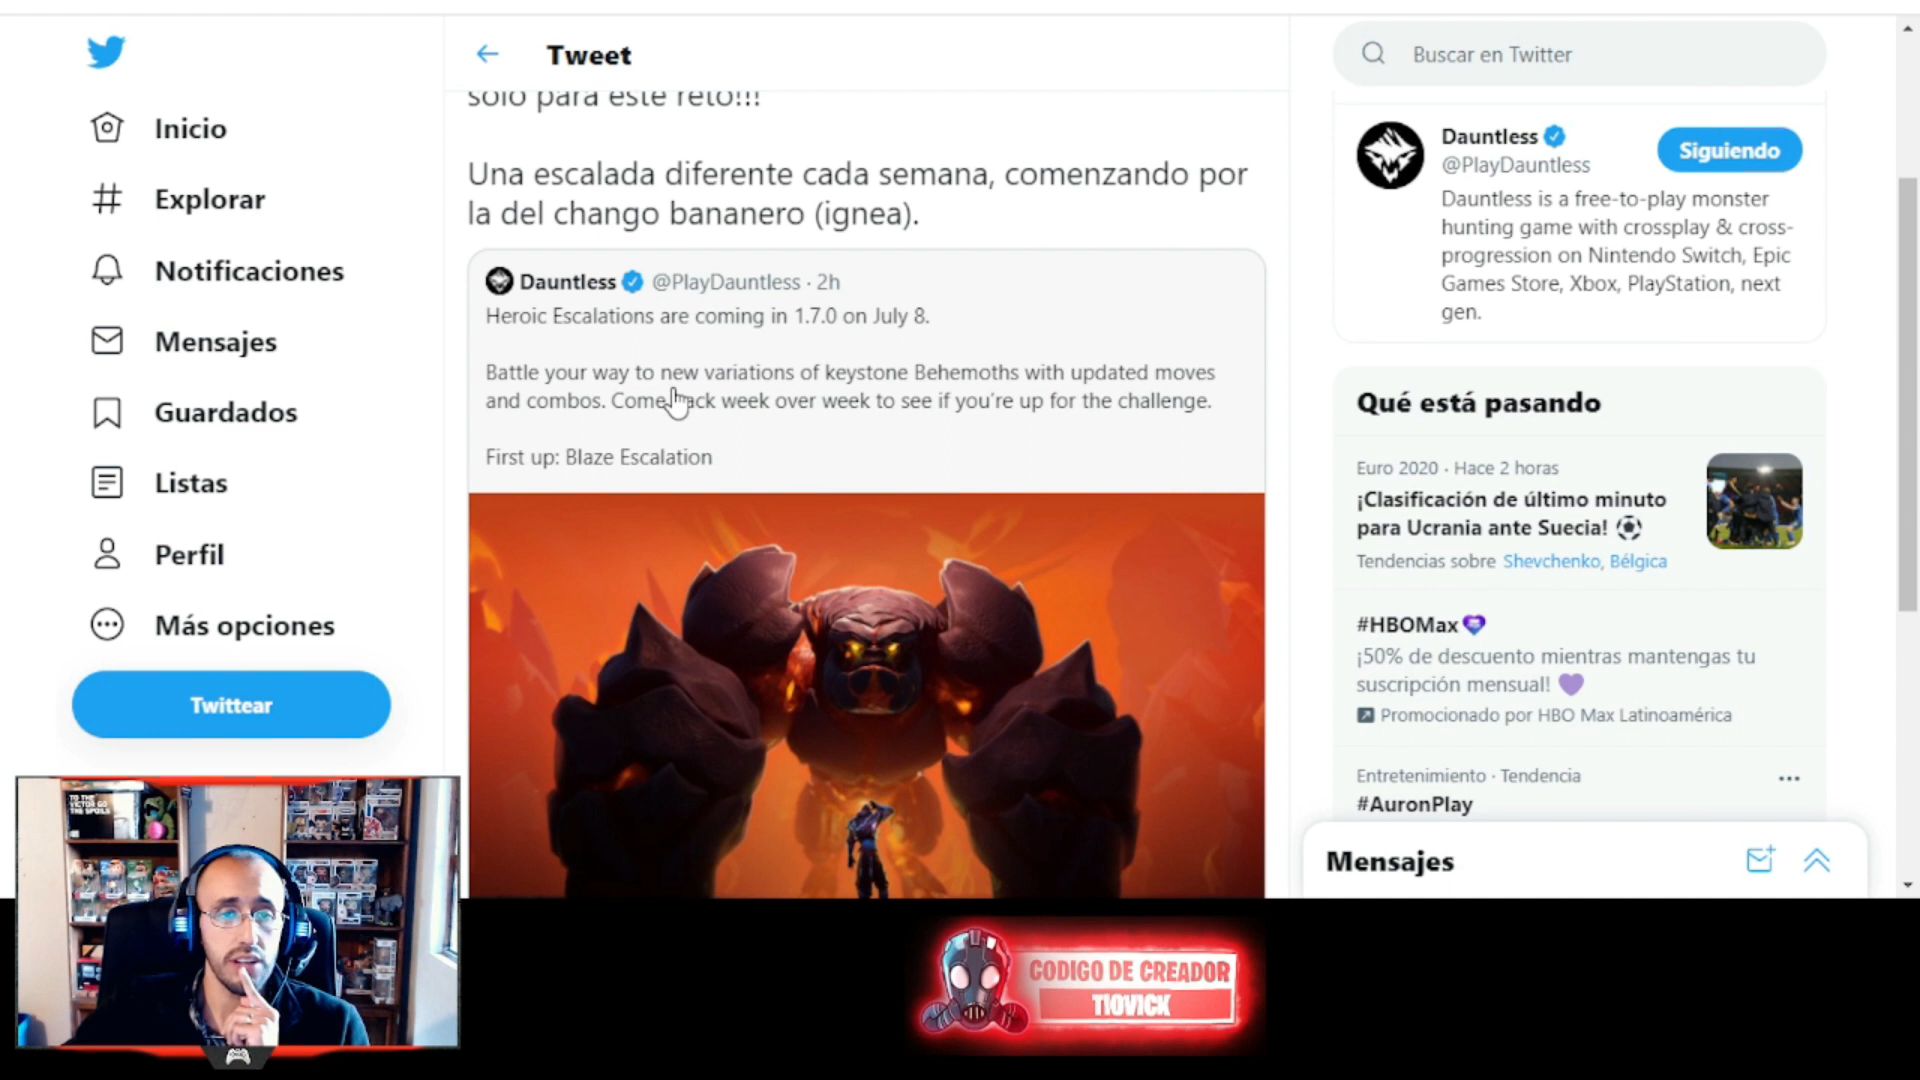 Inicio
Explorar
Notificaciones
Mensajes
Guardados
Listas
Perfil
Más opciones
Twittear
Tweet
solo para este reto!!!
Una escalada diferente cada semana, comenzando por
la del chango bananero (ignea).
Dauntless @PlayDauntless · 2h
Heroic Escalations are coming in 1.7.0 on July 8.
Battle your way to new variations of keystone Behemoths with updated moves
and combos. Come back week over week to see if you're up for the challenge.
First up: Blaze Escalation
Buscar en Twitter
Dauntless
@PlayDauntless
Siguiendo
Dauntless is a free-to-play monster
hunting game with crossplay & cross-
progression on Nintendo Switch, Epic
Games Store, Xbox, PlayStation, next
gen.
Qué está pasando
Euro 2020 · Hace 2 horas
¡Clasificación de último minuto
para Ucrania ante Suecia!
Tendencias sobre Shevchenko, Bélgica
#HBOMax
¡50% de descuento mientras mantengas tu
suscripción mensual!
Promocionado por HBO Max Latinoamérica
Entretenimiento · Tendencia
#AuronPlay
Mensajes
TO THE
VICTOR GO
THE SPOILS
CODIGO DE CREADOR
TIOVICK